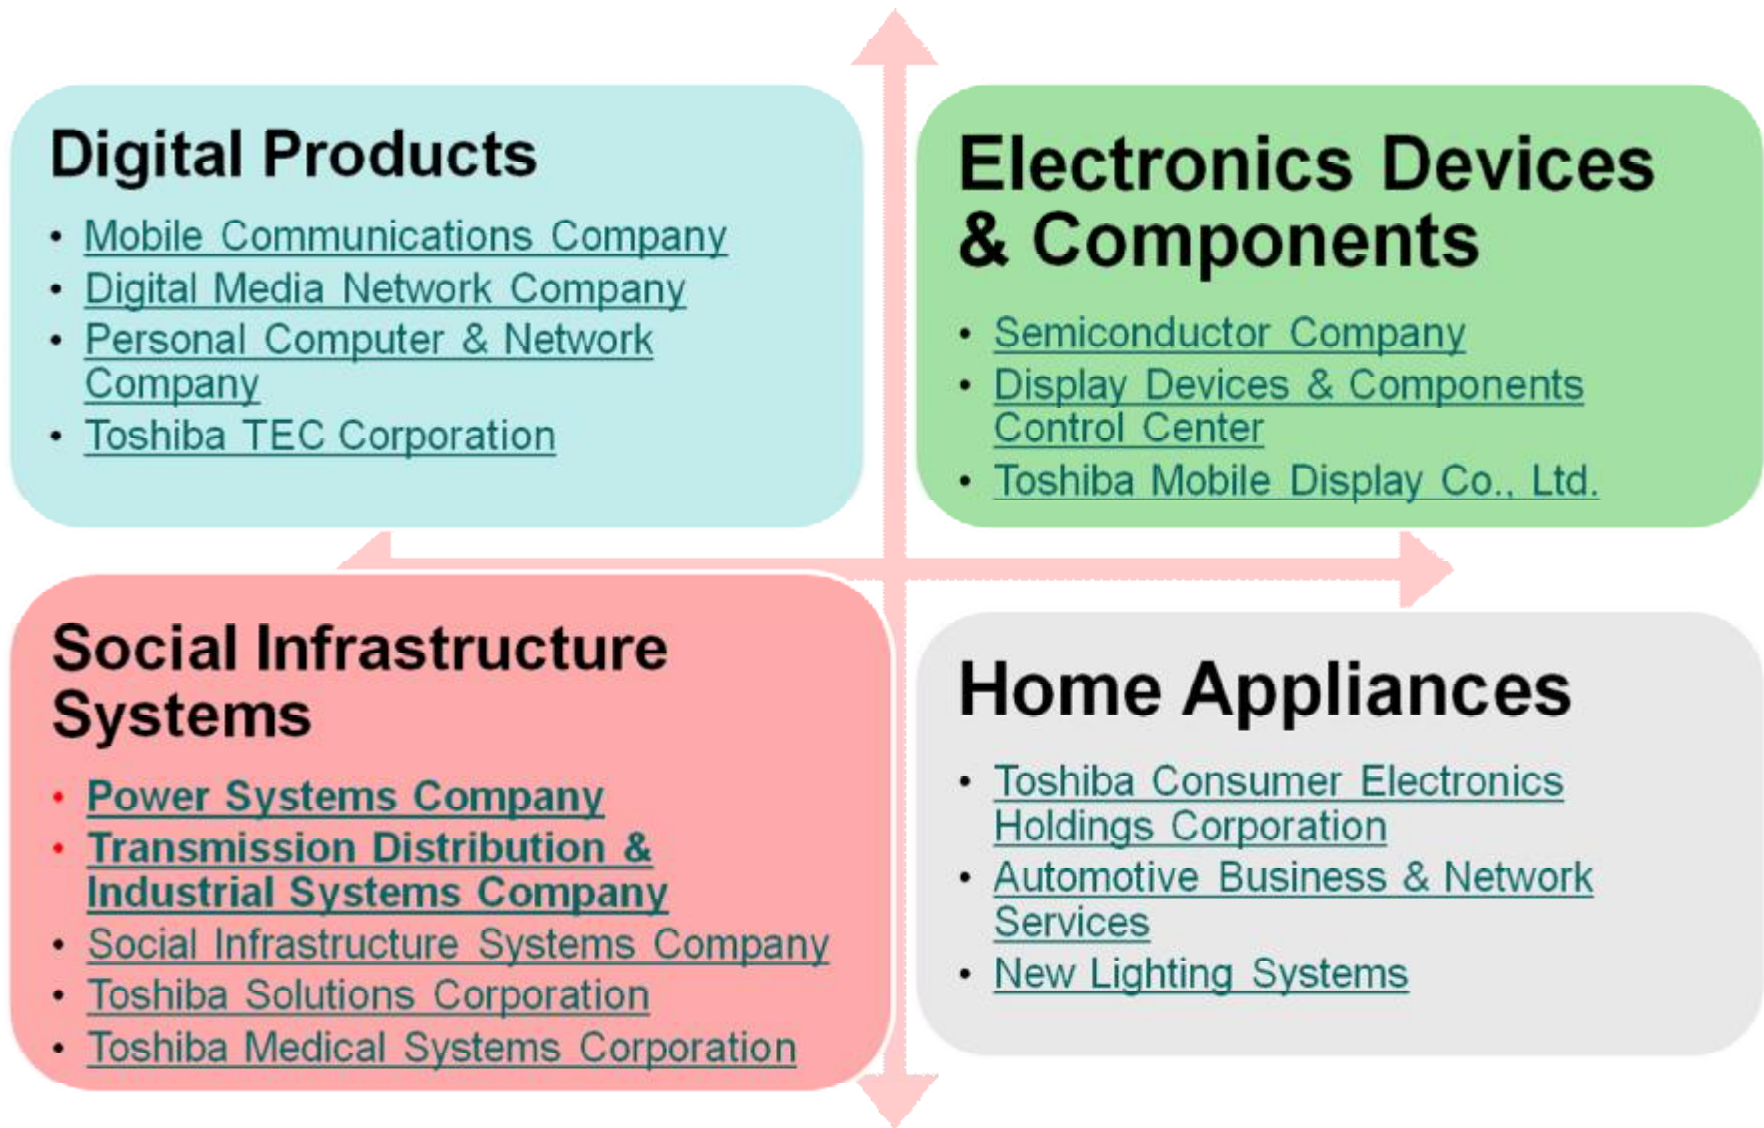 Digital Products
• Mobile Communications Company
• Digital Media Network Company
• Personal Computer & Network
Company
• Toshiba TEC Corporation
Electronics Devices
& Components
• Semiconductor Company
• Display Devices & Components
Control Center
• Toshiba Mobile Display Co., Ltd.
Social Infrastructure
Systems
• Power Systems Company
• Transmission Distribution &
Industrial Systems Company
• Social Infrastructure Systems Company
• Toshiba Solutions Corporation
• Toshiba Medical Systems Corporation
Home Appliances
• Toshiba Consumer Electronics
Holdings Corporation
• Automotive Business & Network
Services
• New Lighting Systems